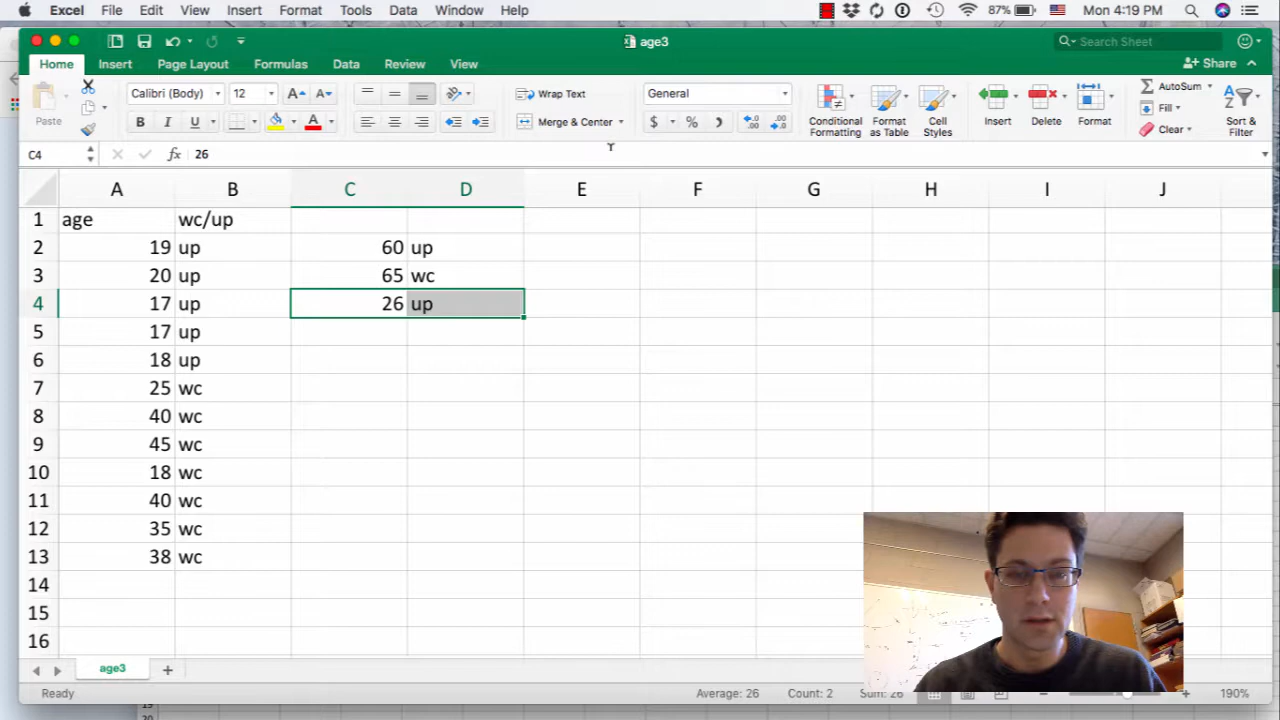 Excel File Edit View Insert Format Tools Data Window Help 87% Mon 4:19 PM
age3 Search Sheet
Home Insert Page Layout Formulas Data Review View Share
Paste Calibri (Body) 12 Wrap Text General Conditional Formatting Format as Table Cell Styles Insert Delete Format AutoSum Sort & Filter
B I U A Merge & Center $ % Fill Clear
C4 fx 26
A B C D E F G H I J
1 age wc/up
2 19 up 60 up
3 20 up 65 wc
4 17 up 26 up
5 17 up
6 18 up
7 25 wc
8 40 wc
9 45 wc
10 18 wc
11 40 wc
12 35 wc
13 38 wc
14
15
16
age3
Ready Average: 26 Count: 2 Sum: 26 190%
20